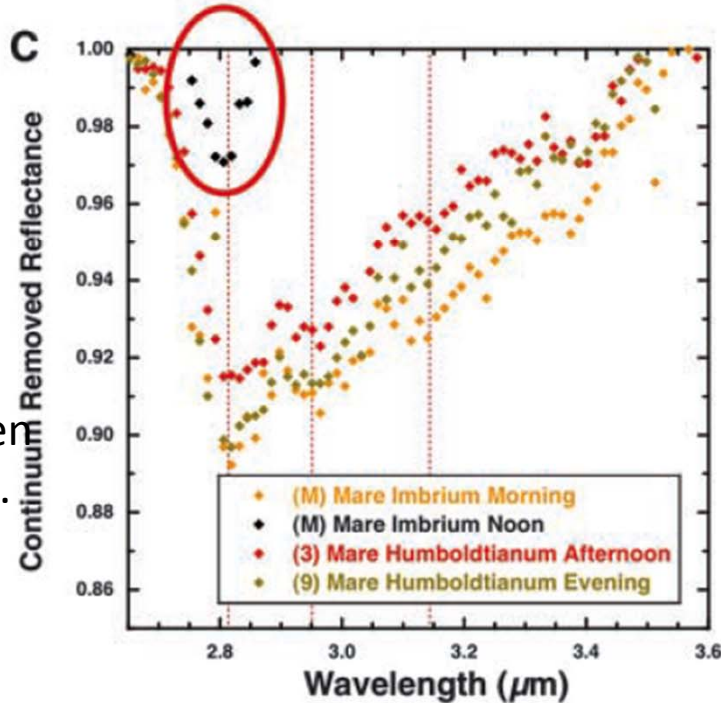 C
1.00
0.98
0.96
0.94
0.92
0.90
0.88
0.86
Continuum Removed Reflectance
en
.
(M) Mare Imbrium Morning
(M) Mare Imbrium Noon
(3) Mare Humboldtianum Afternoon
(9) Mare Humboldtianum Evening
2.8 3.0 3.2 3.4 3.6
Wavelength (µm)